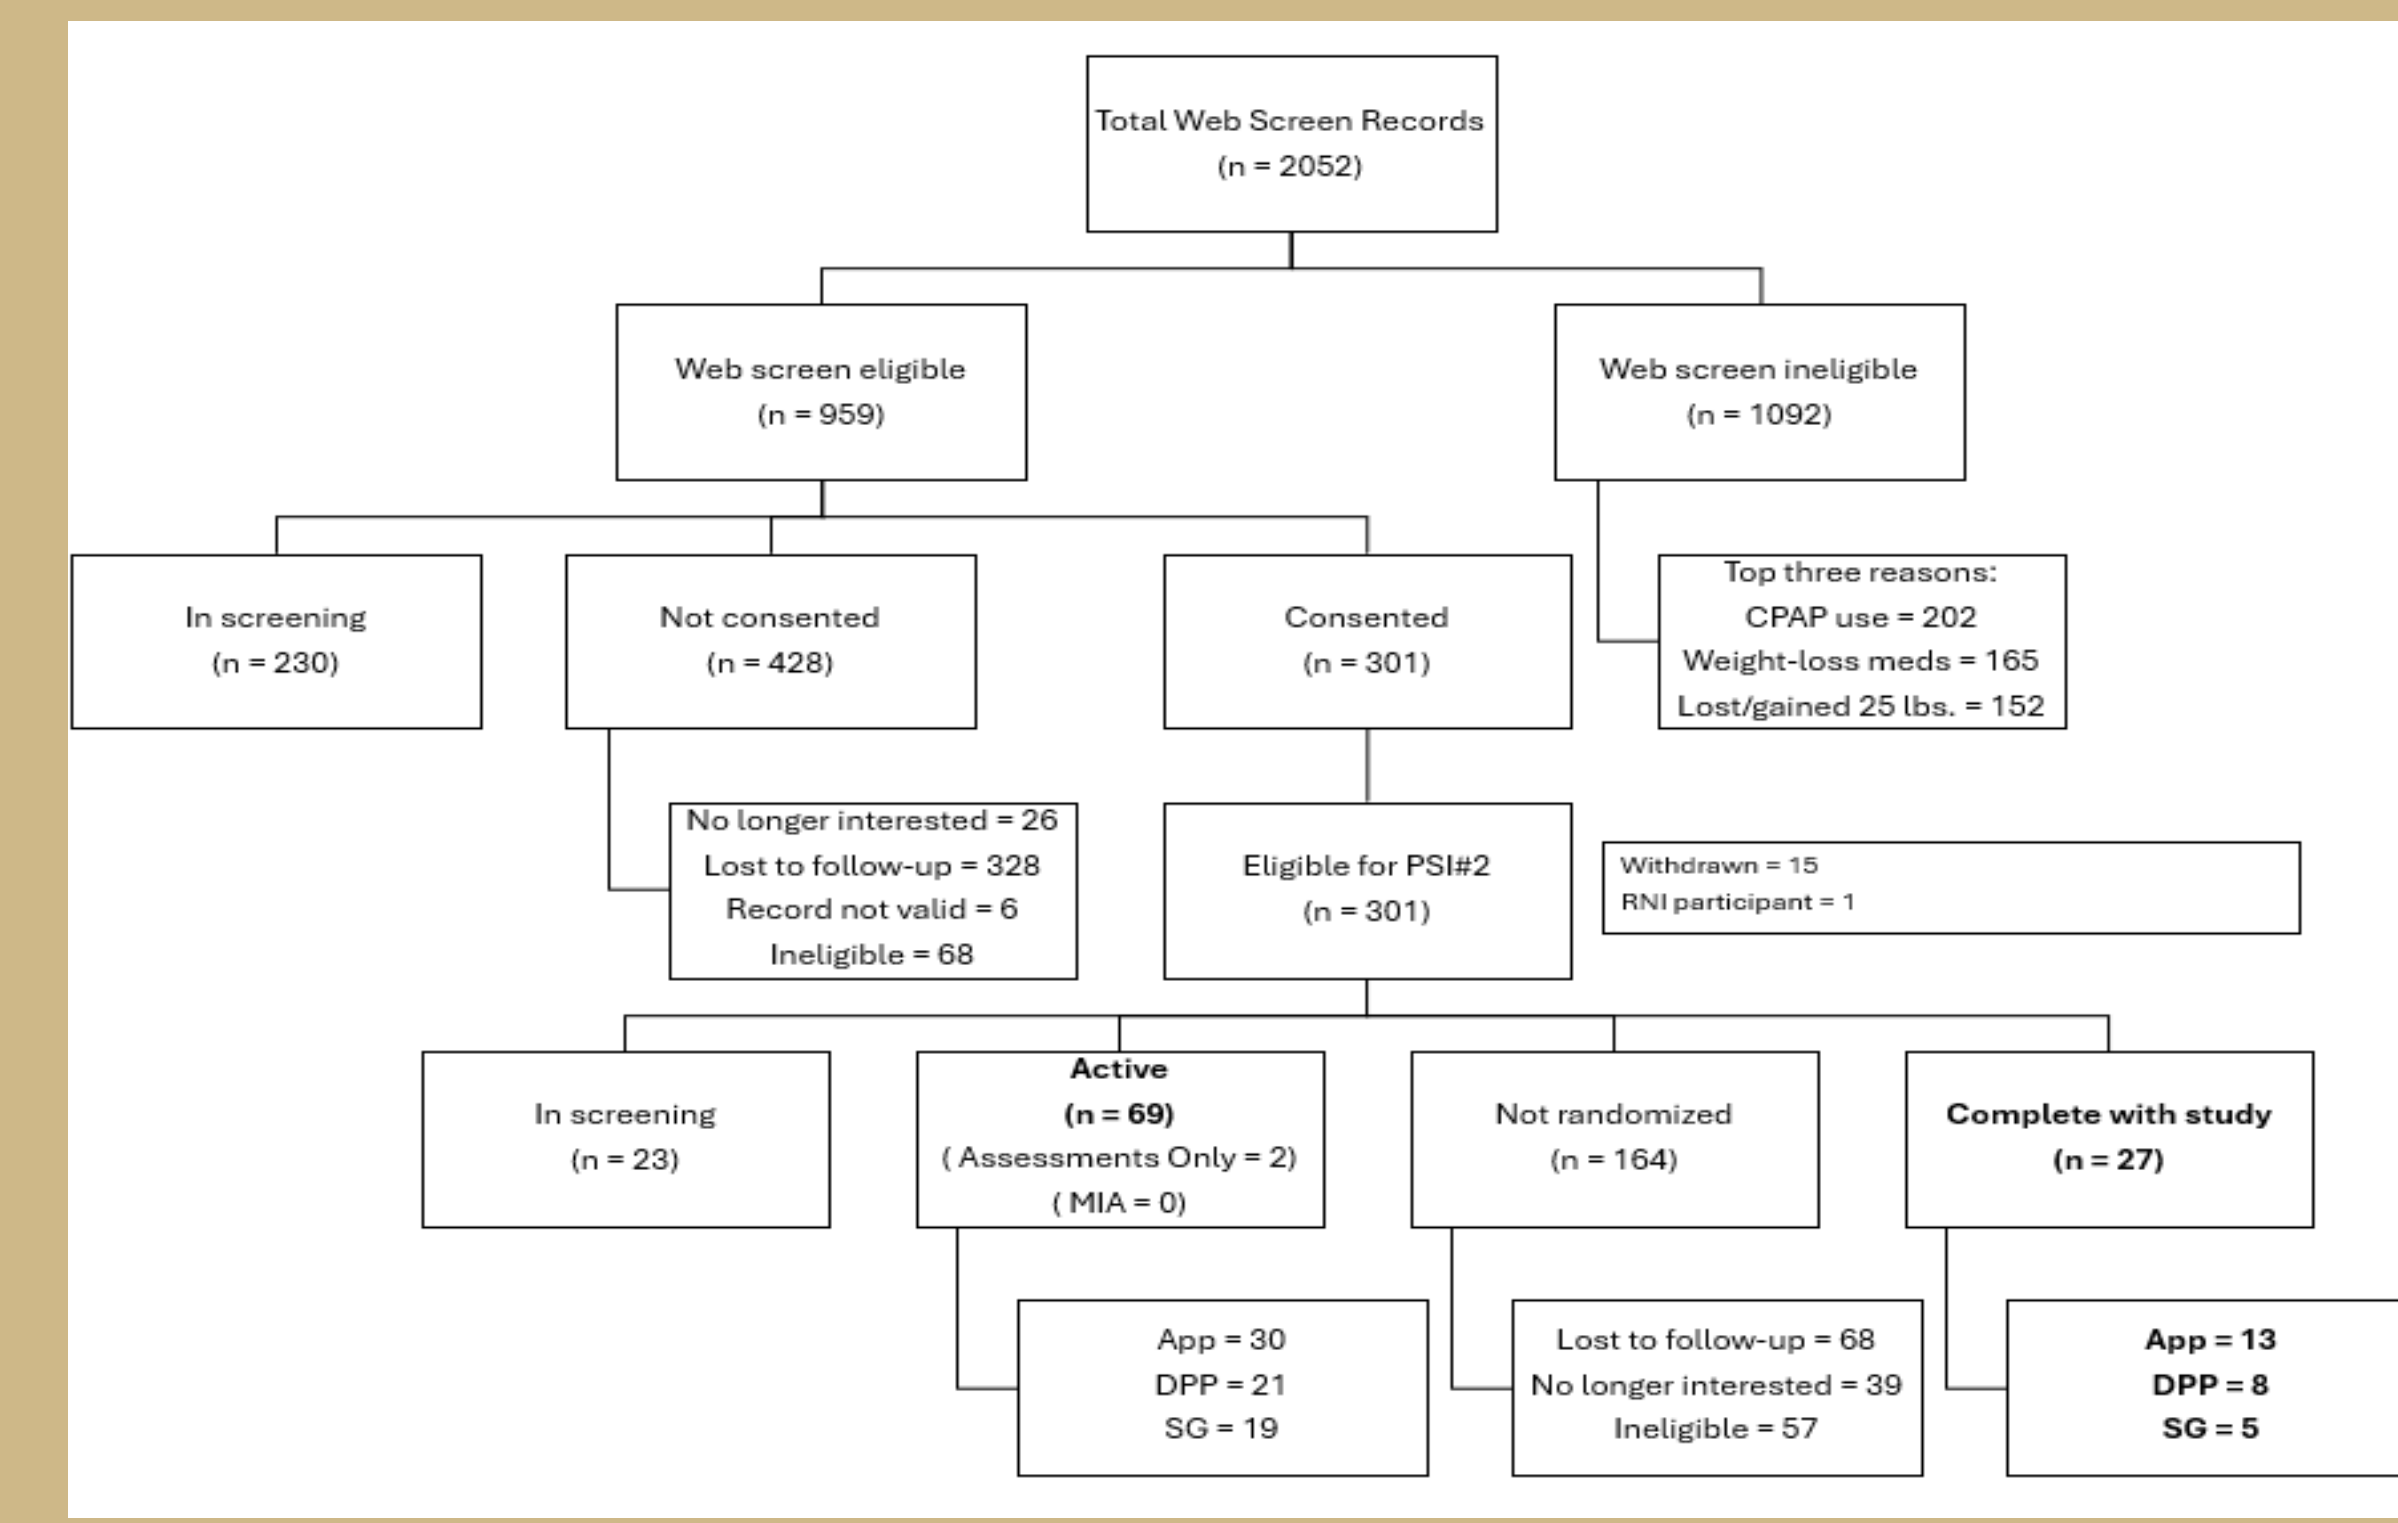 Total Web Screen Records
(n = 2052)
Web screen eligible
(n = 959)
Web screen ineligible
(n = 1092)
In screening
(n = 230)
Not consented
(n = 428)
Consented
(n = 301)
Top three reasons:
CPAP use = 202
Weight-loss meds = 165
Lost/gained 25 lbs. = 152
No longer interested = 26
Lost to follow-up = 328
Record not valid = 6
Ineligible = 68
Eligible for PSI#2
(n = 301)
Withdrawn = 15
RNI participant = 1
In screening
(n = 23)
Active
(n = 69)
( Assessments Only = 2)
( MIA = 0)
Not randomized
(n = 164)
Complete with study
(n = 27)
App = 30
DPP = 21
SG = 19
Lost to follow-up = 68
No longer interested = 39
Ineligible = 57
App = 13
DPP = 8
SG = 5